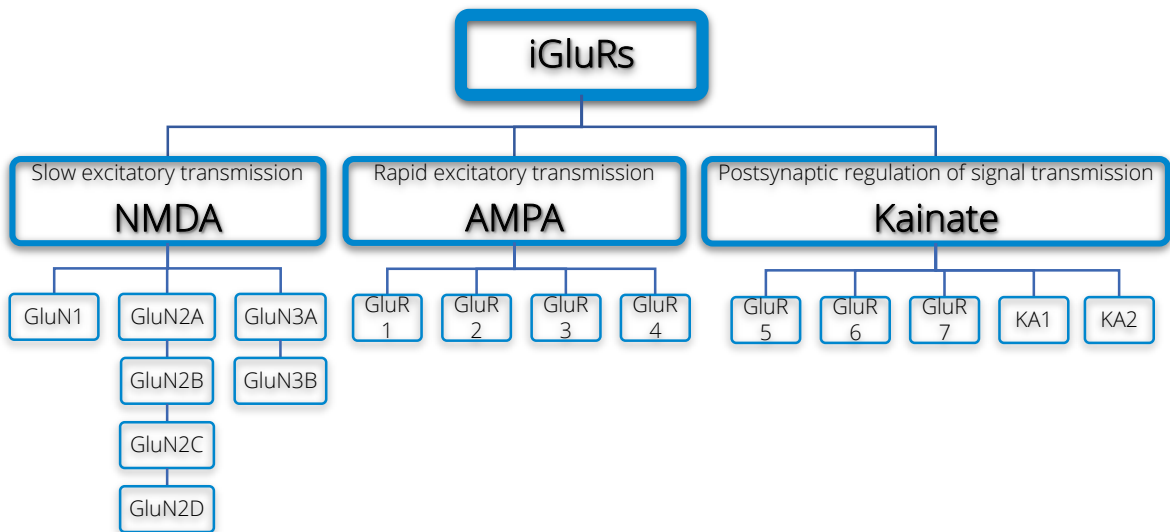 iGluRs
Slow excitatory transmission
NMDA
Rapid excitatory transmission
AMPA
Postsynaptic regulation of signal transmission
Kainate
GluN1
GluN2A
GluN2B
GluN2C
GluN2D
GluN3A
GluN3B
GluR
1
GluR
2
GluR
3
GluR
4
GluR
5
GluR
6
GluR
7
KA1
KA2